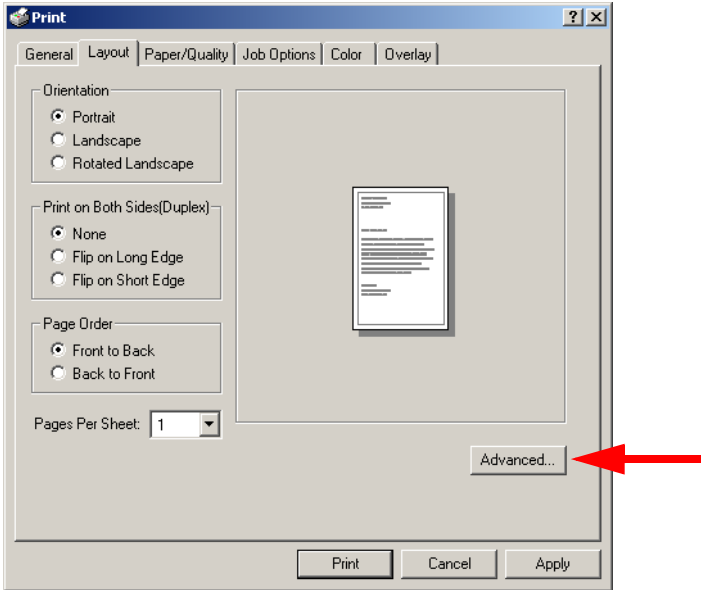 Print
General Layout Paper/Quality Job Options Color Overlay
Orientation
Portrait
Landscape
Rotated Landscape
Print on Both Sides(Duplex)
None
Flip on Long Edge
Flip on Short Edge
Page Order
Front to Back
Back to Front
Pages Per Sheet: 1
Advanced...
Print Cancel Apply